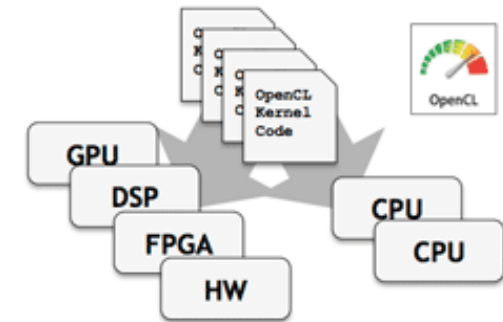 OpenCL
Kernel
Code
OpenCL
GPU
DSP
FPGA
HW
CPU
CPU